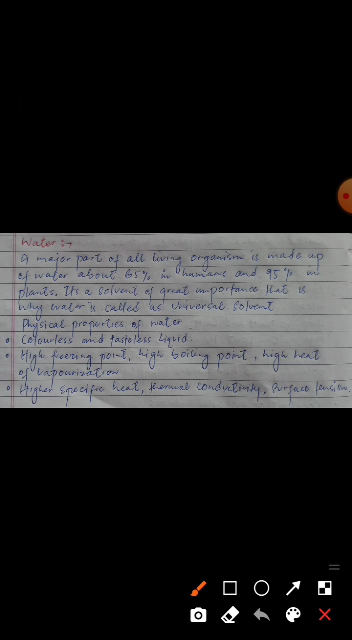 Water :→
A major part of all living organism is made up
of water about 65% in humans and 95% in
plants. Its a solvent of great importance that is
why water is called as universal solvent
Physical properties of water
• Colourless and tasteless liquid.
• High freezing point, high boiling point, high heat
of vapourization
• Higher specific heat, thermal conductivity, surface tension,